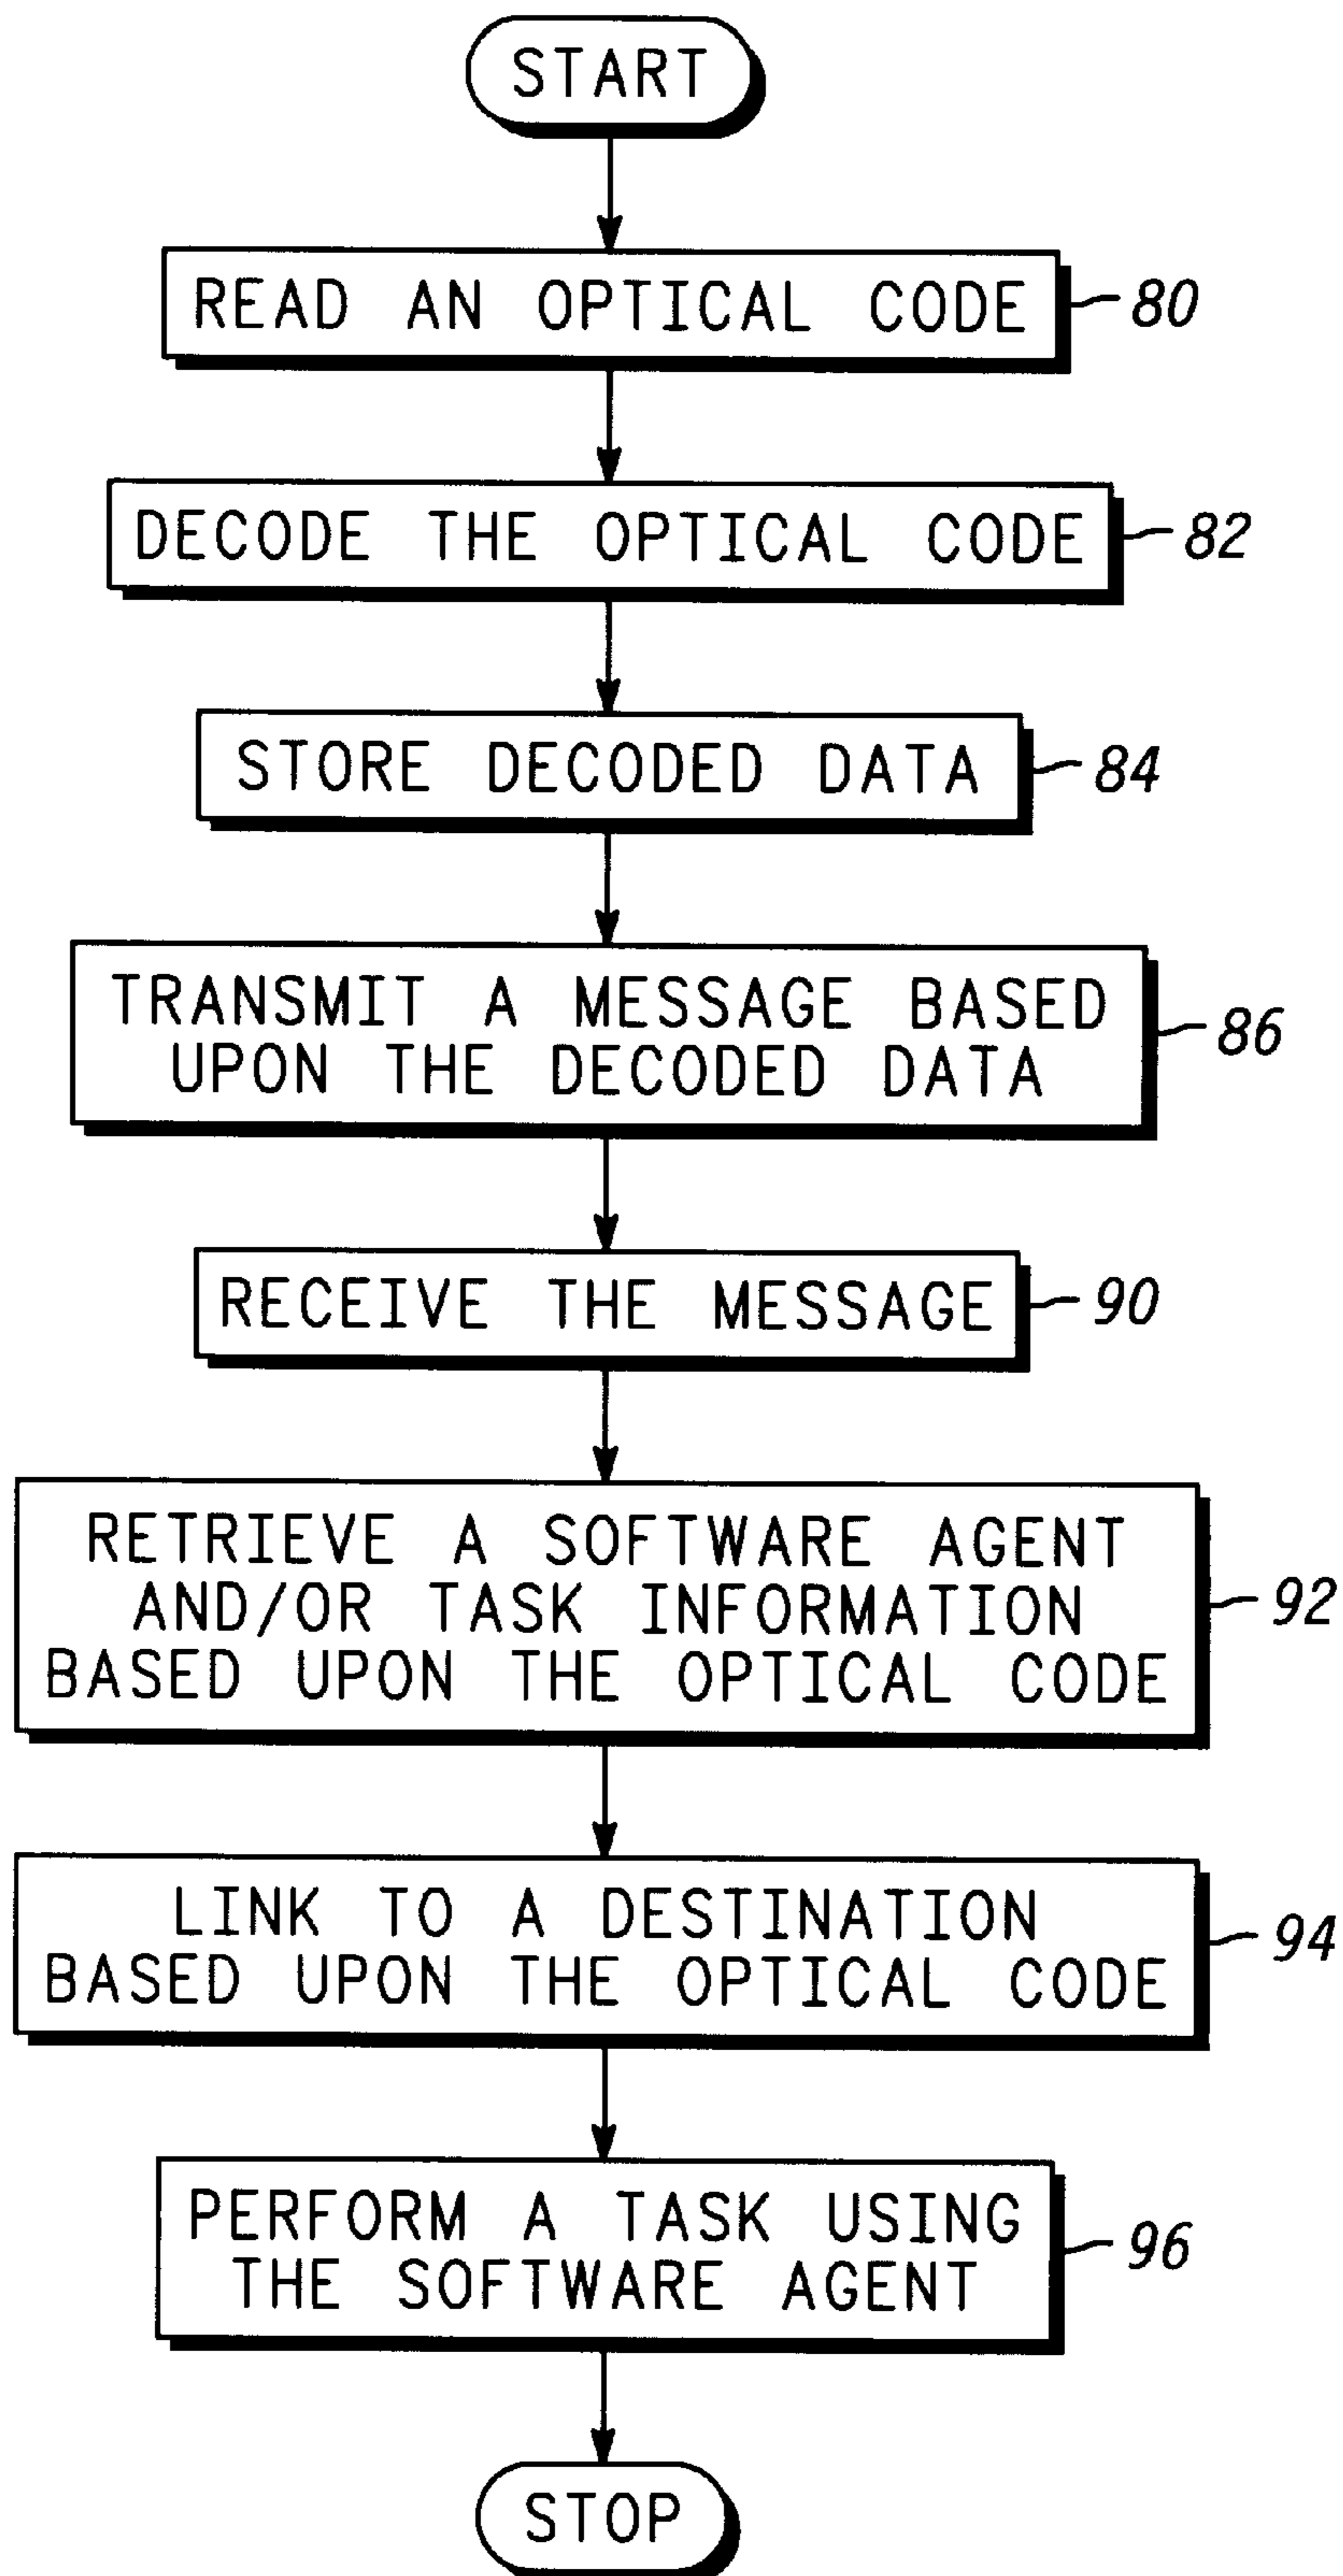 START
READ AN OPTICAL CODE
80
DECODE THE OPTICAL CODE
82
STORE DECODED DATA
84
TRANSMIT A MESSAGE BASED
UPON THE DECODED DATA
86
RECEIVE THE MESSAGE
90
RETRIEVE A SOFTWARE AGENT
AND/OR TASK INFORMATION
BASED UPON THE OPTICAL CODE
92
LINK TO A DESTINATION
BASED UPON THE OPTICAL CODE
94
PERFORM A TASK USING
THE SOFTWARE AGENT
96
STOP